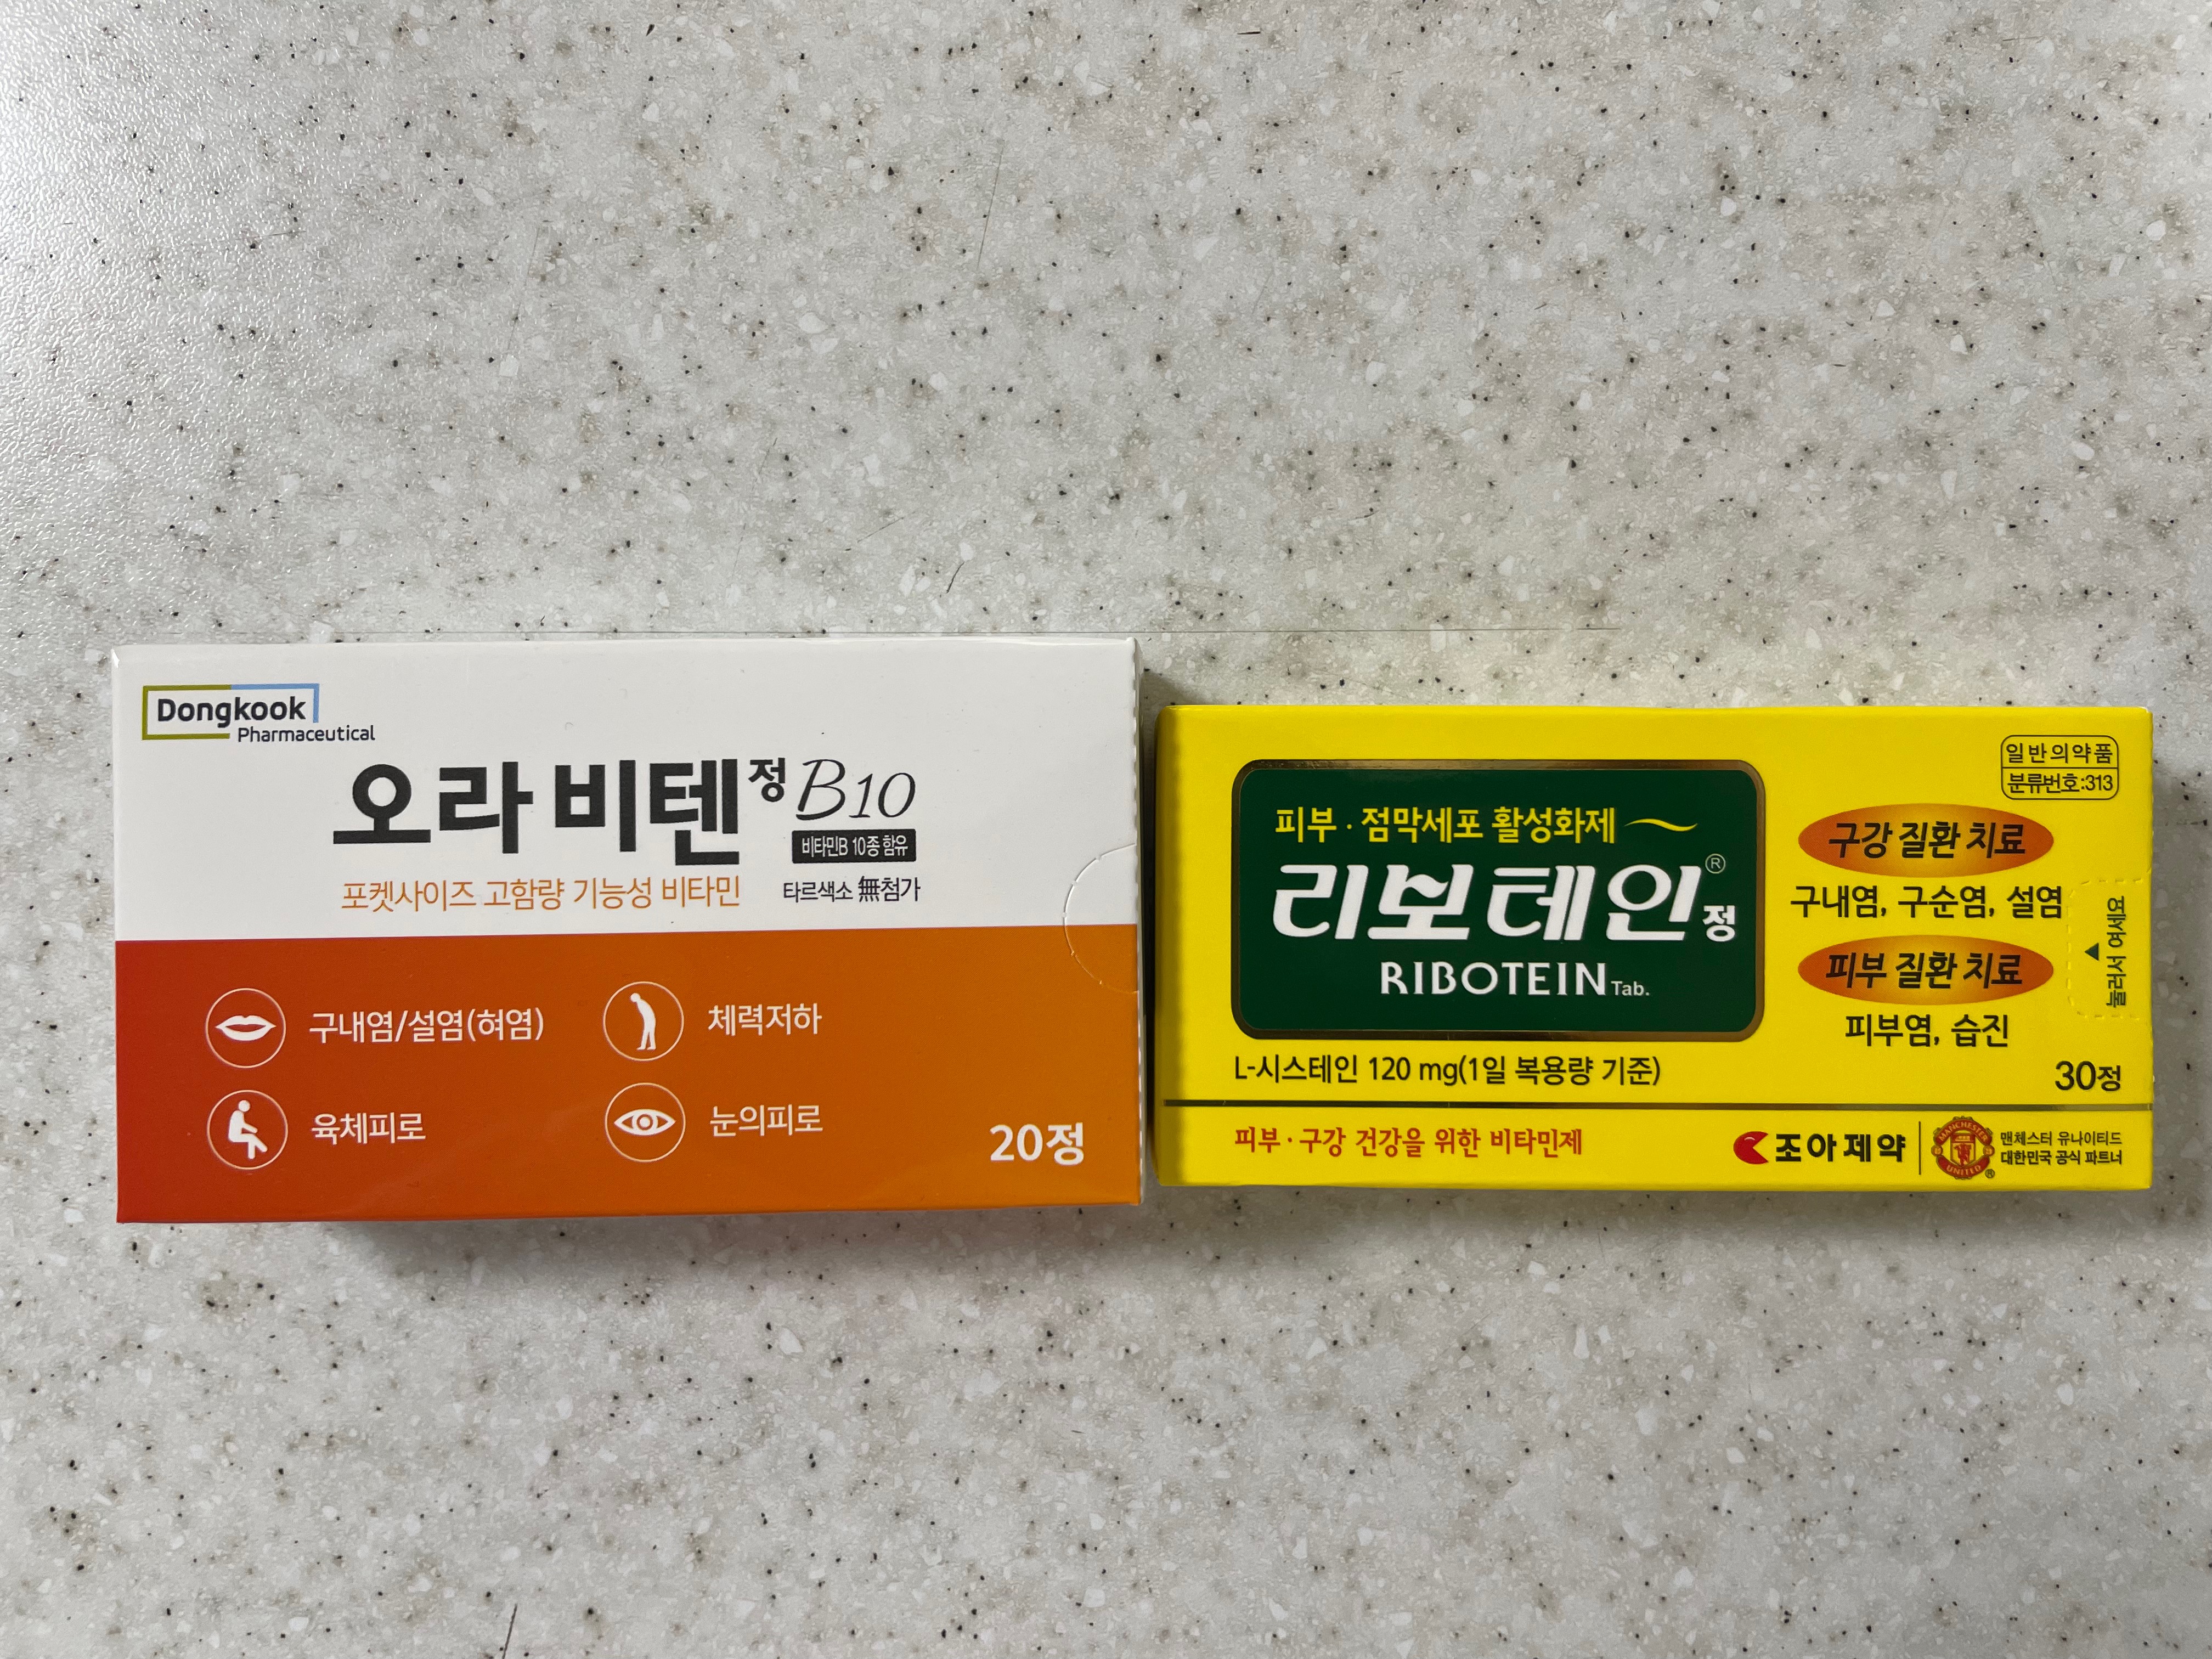 Dongkook
Pharmaceutical
오라비텐정 B10
비타민B 10종 함유
포켓사이즈 고함량 기능성 비타민
타르색소 無첨가
구내염/설염(혀염)
체력저하
육체피로
눈의피로
20정
일반의약품
분류번호:313
피부·점막세포 활성화제
리보테인®정
RIBOTEIN Tab.
구강 질환 치료
구내염, 구순염, 설염
피부 질환 치료
피부염, 습진
◀ 눌러서 여세요
L-시스테인 120 mg(1일 복용량 기준)
30정
피부·구강 건강을 위한 비타민제
조아제약
MANCHESTER
UNITED
®
맨체스터 유나이티드
대한민국 공식 파트너